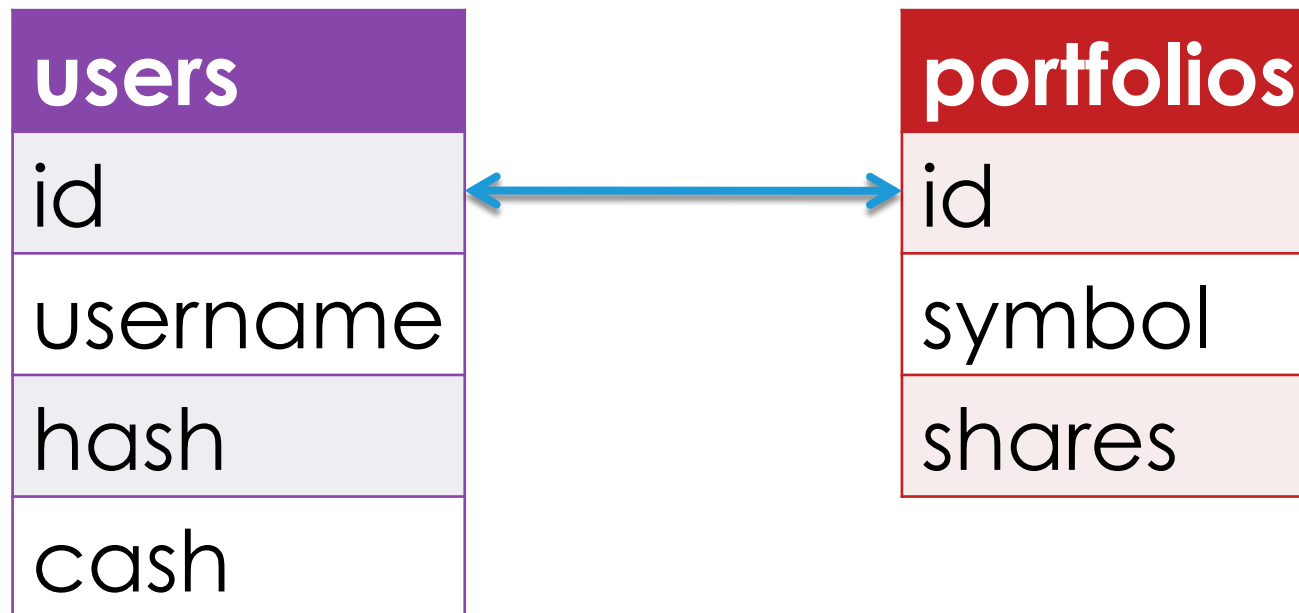 users
id
username
hash
cash
portfolios
id
symbol
shares